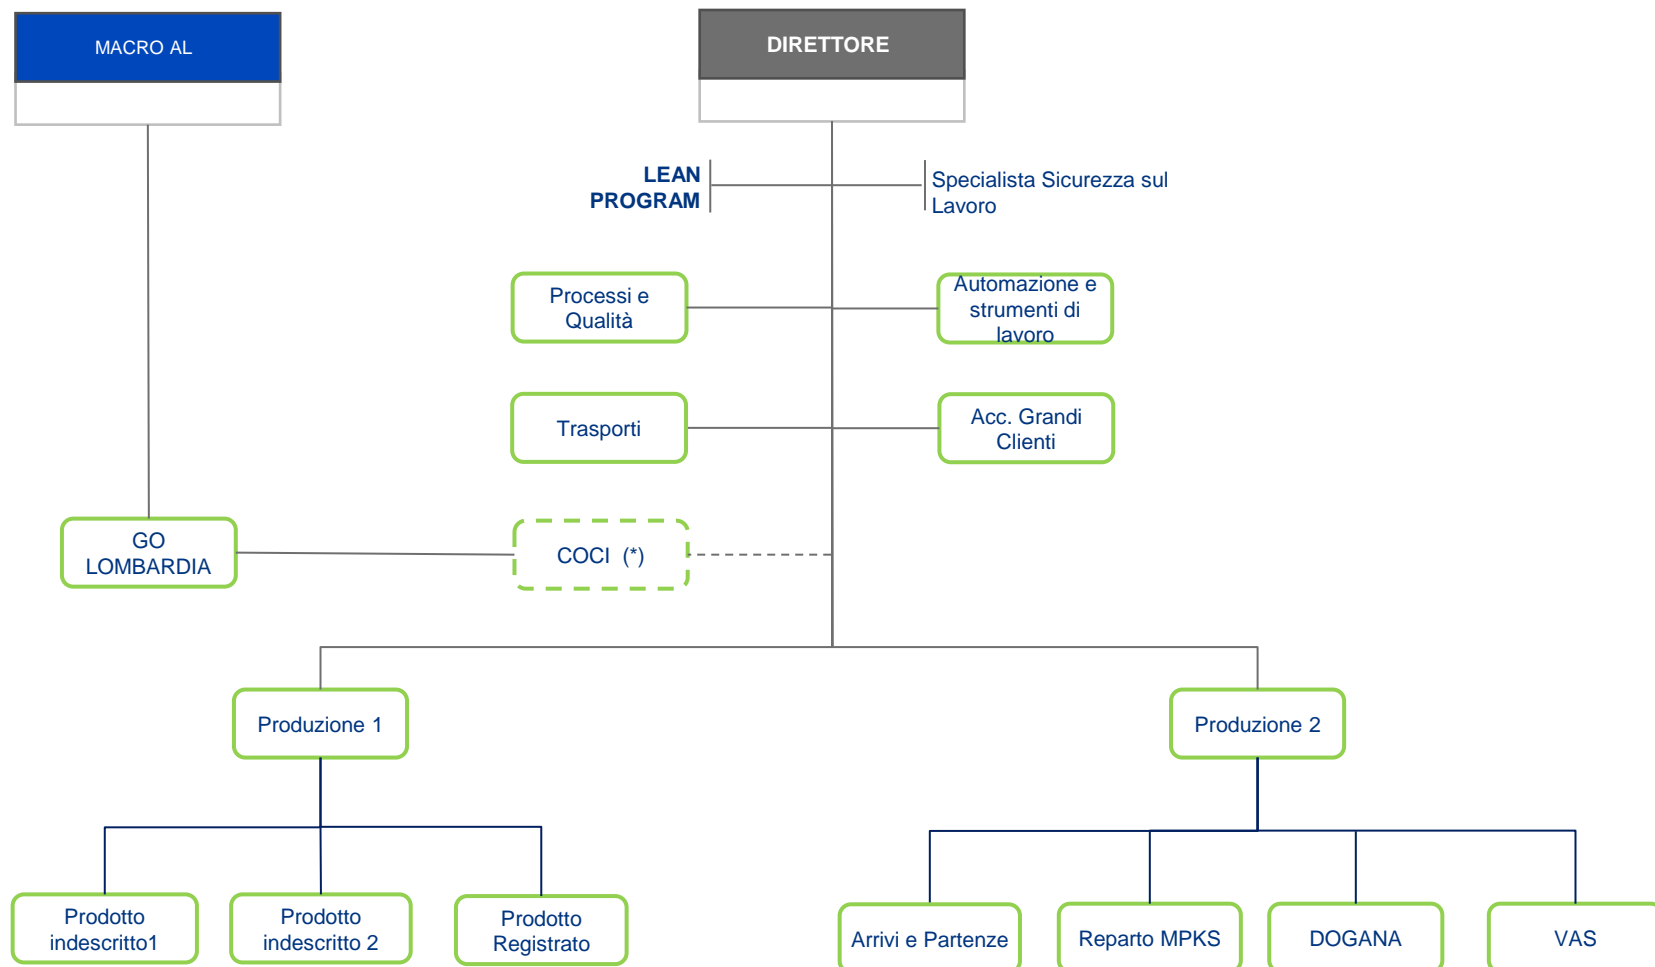 MACRO AL
DIRETTORE
LEAN
PROGRAM
Specialista Sicurezza sul
Lavoro
Processi e
Qualità
Automazione e
strumenti di
lavoro
Trasporti
Acc. Grandi
Clienti
GO
LOMBARDIA
COCI (*)
Produzione 1
Produzione 2
Prodotto
indescritto1
Prodotto
indescritto 2
Prodotto
Registrato
Arrivi e Partenze
Reparto MPKS
DOGANA
VAS